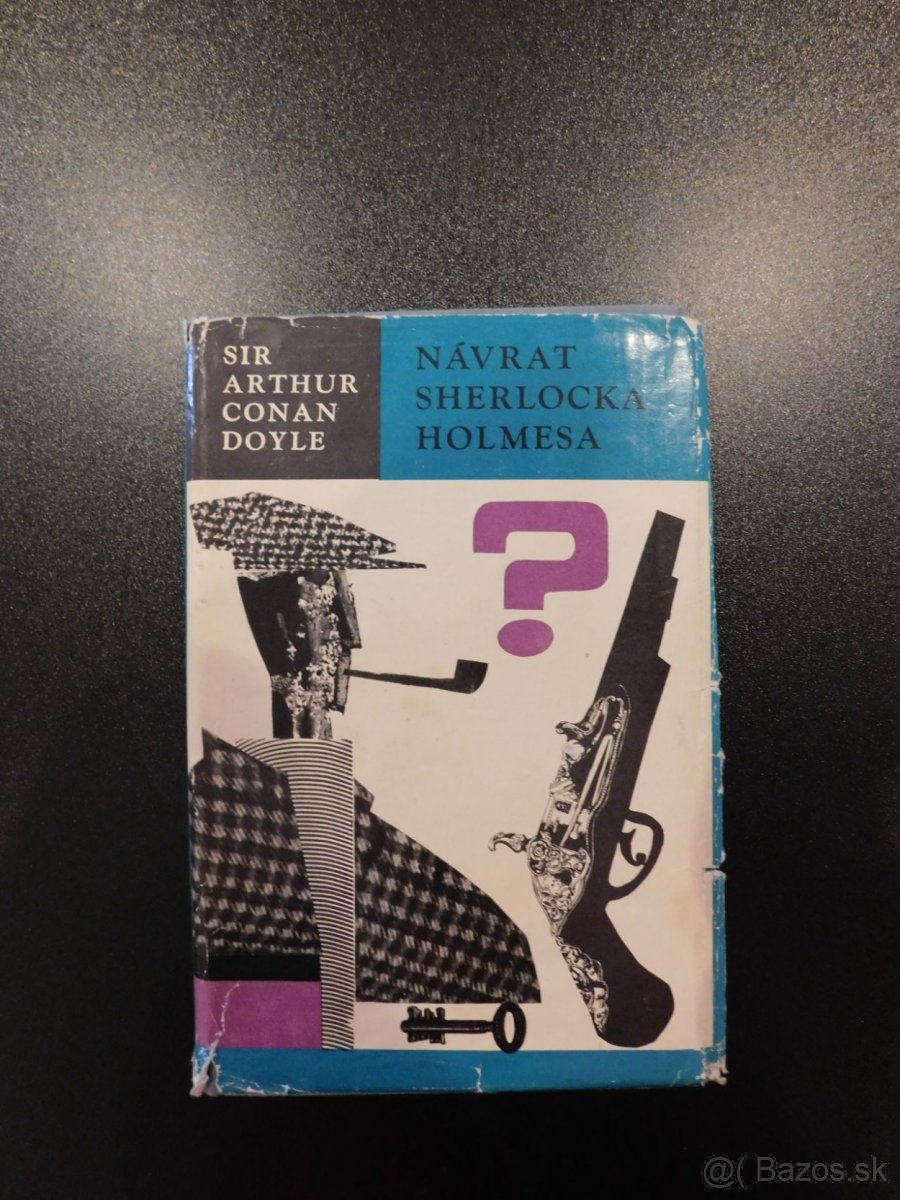 SIR
ARTHUR
CONAN
DOYLE
NÁVRAT
SHERLOCKA
HOLMESA
?
@( Bazos.sk